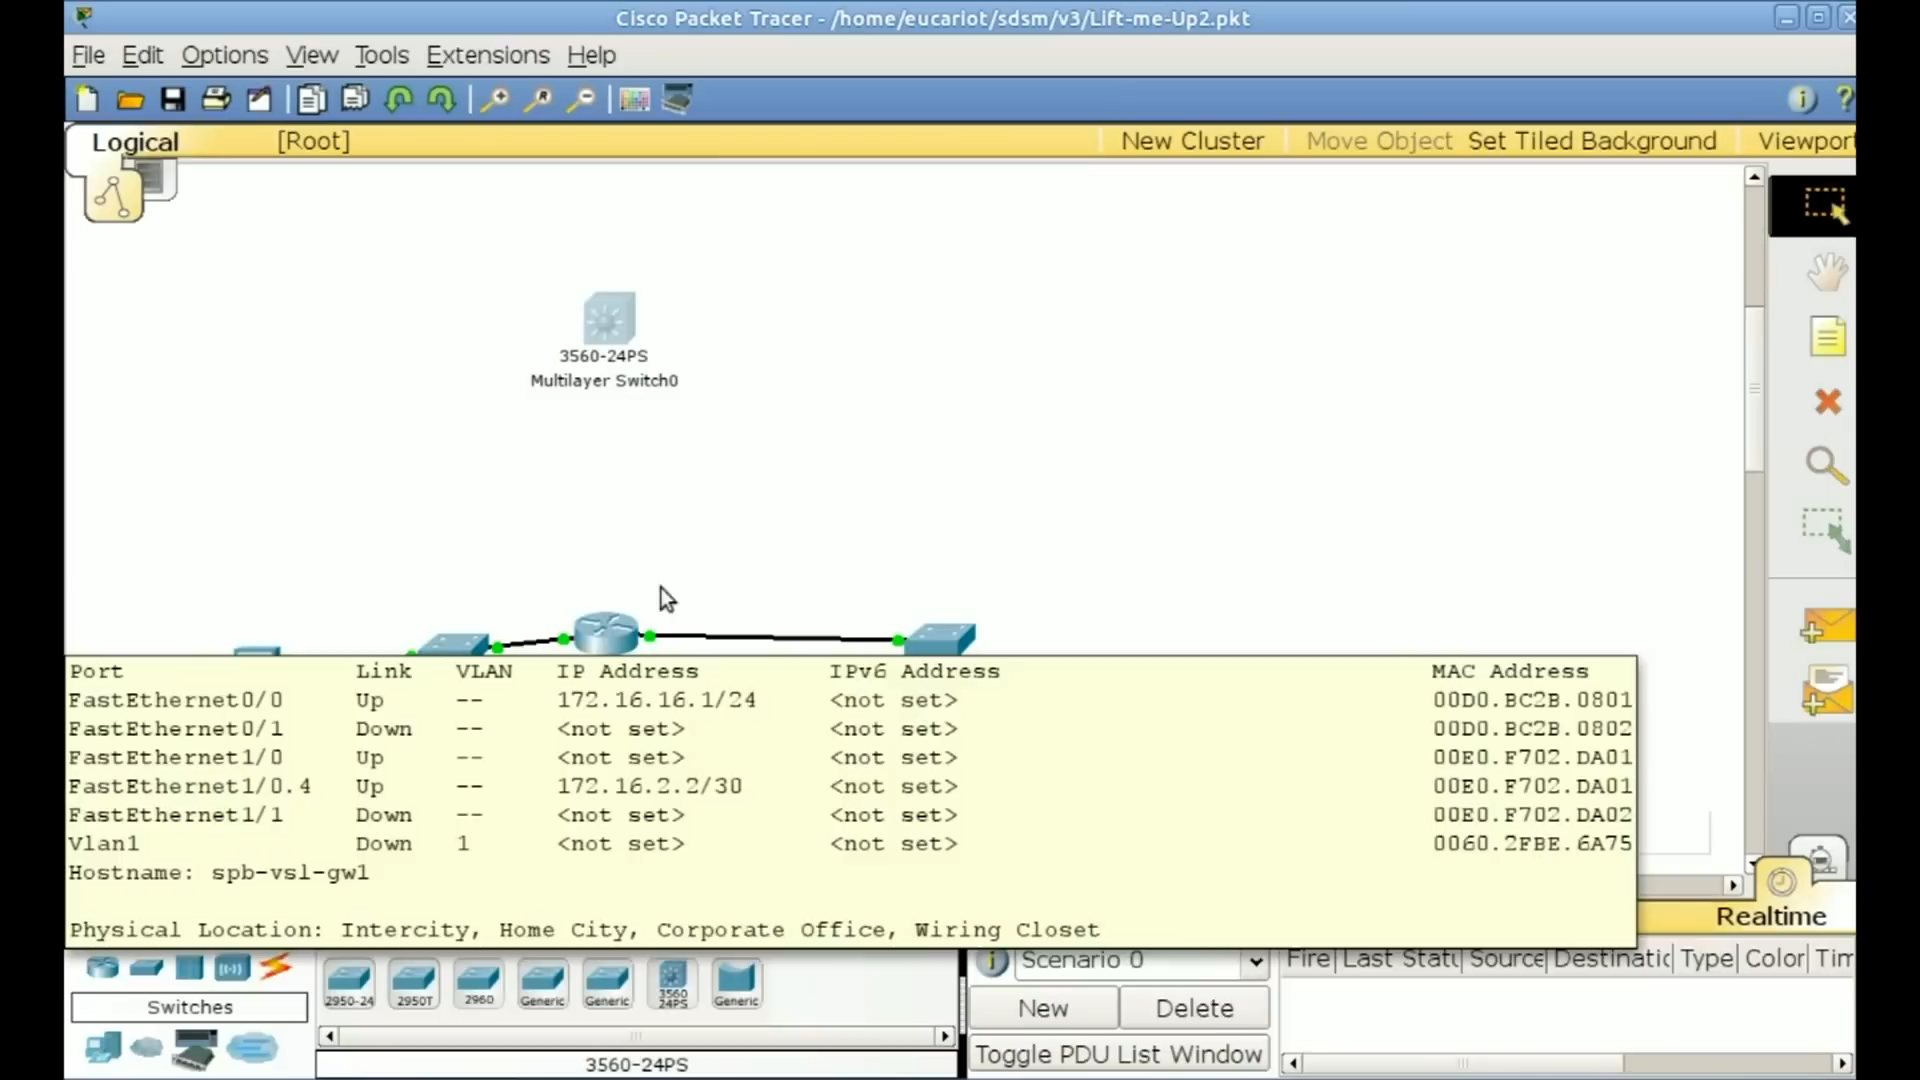 Cisco Packet Tracer - /home/eucariot/sdsm/v3/Lift-me-Up2.pkt
File Edit Options View Tools Extensions Help
Logical [Root] New Cluster Move Object Set Tiled Background Viewport
3560-24PS
Multilayer Switch0
Port Link VLAN IP Address IPv6 Address MAC Address
FastEthernet0/0 Up -- 172.16.16.1/24 <not set> 00D0.BC2B.0801
FastEthernet0/1 Down -- <not set> <not set> 00D0.BC2B.0802
FastEthernet1/0 Up -- <not set> <not set> 00E0.F702.DA01
FastEthernet1/0.4 Up -- 172.16.2.2/30 <not set> 00E0.F702.DA01
FastEthernet1/1 Down -- <not set> <not set> 00E0.F702.DA02
Vlan1 Down 1 <not set> <not set> 0060.2FBE.6A75
Hostname: spb-vsl-gw1
Physical Location: Intercity, Home City, Corporate Office, Wiring Closet
Realtime
Scenario 0
Fire Last Statu Source Destinatic Type Color Tim
2950-24 2950T 2960 Generic Generic 3560 24PS Generic
Switches
New Delete
Toggle PDU List Window
3560-24PS